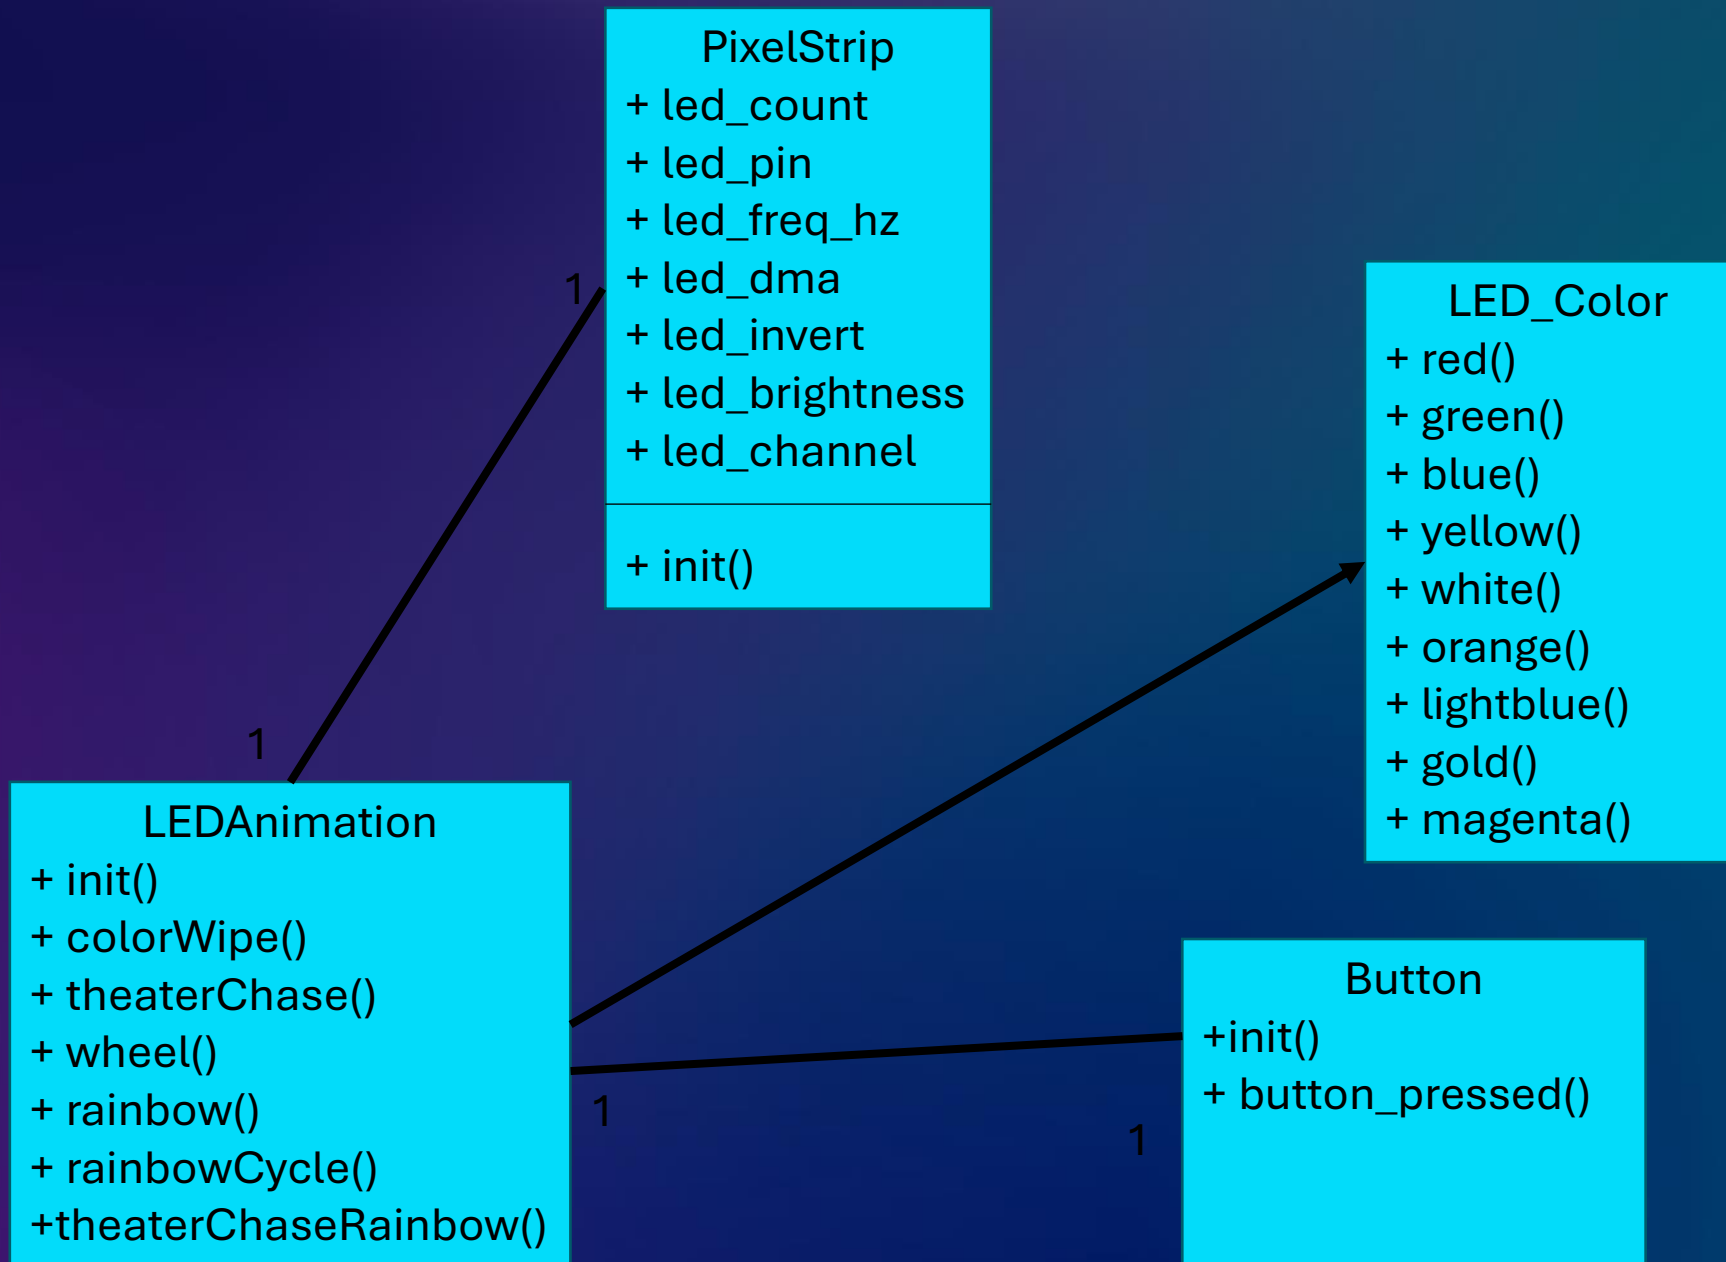 PixelStrip
+ led_count
+ led_pin
+ led_freq_hz
+ led_dma
+ led_invert
+ led_brightness
+ led_channel
+ init()
1
1
LED_Color
+ red()
+ green()
+ blue()
+ yellow()
+ white()
+ orange()
+ lightblue()
+ gold()
+ magenta()
LEDAnimation
+ init()
+ colorWipe()
+ theaterChase()
+ wheel()
+ rainbow()
+ rainbowCycle()
+theaterChaseRainbow()
1
1
Button
+init()
+ button_pressed()